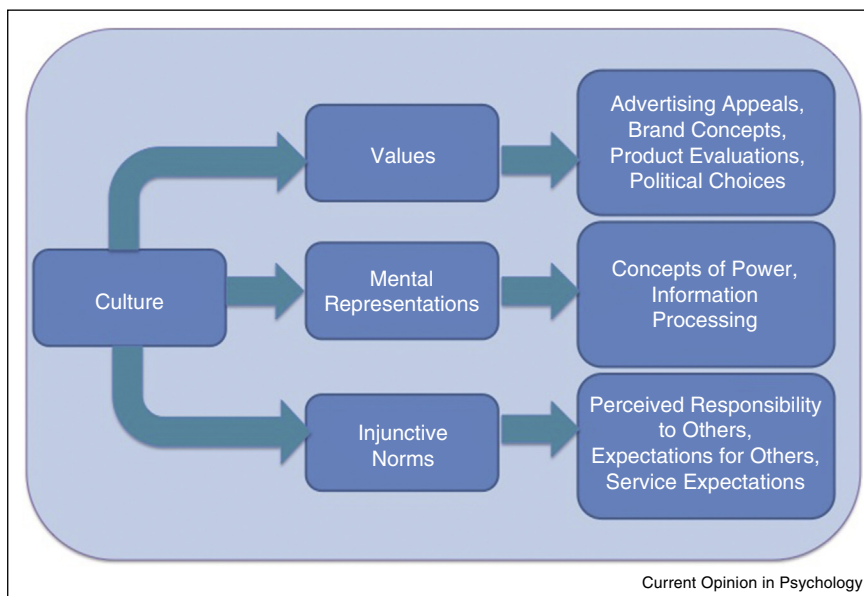 Culture
Values
Advertising Appeals,
Brand Concepts,
Product Evaluations,
Political Choices
Mental
Representations
Concepts of Power,
Information
Processing
Injunctive
Norms
Perceived Responsibility
to Others,
Expectations for Others,
Service Expectations
Current Opinion in Psychology